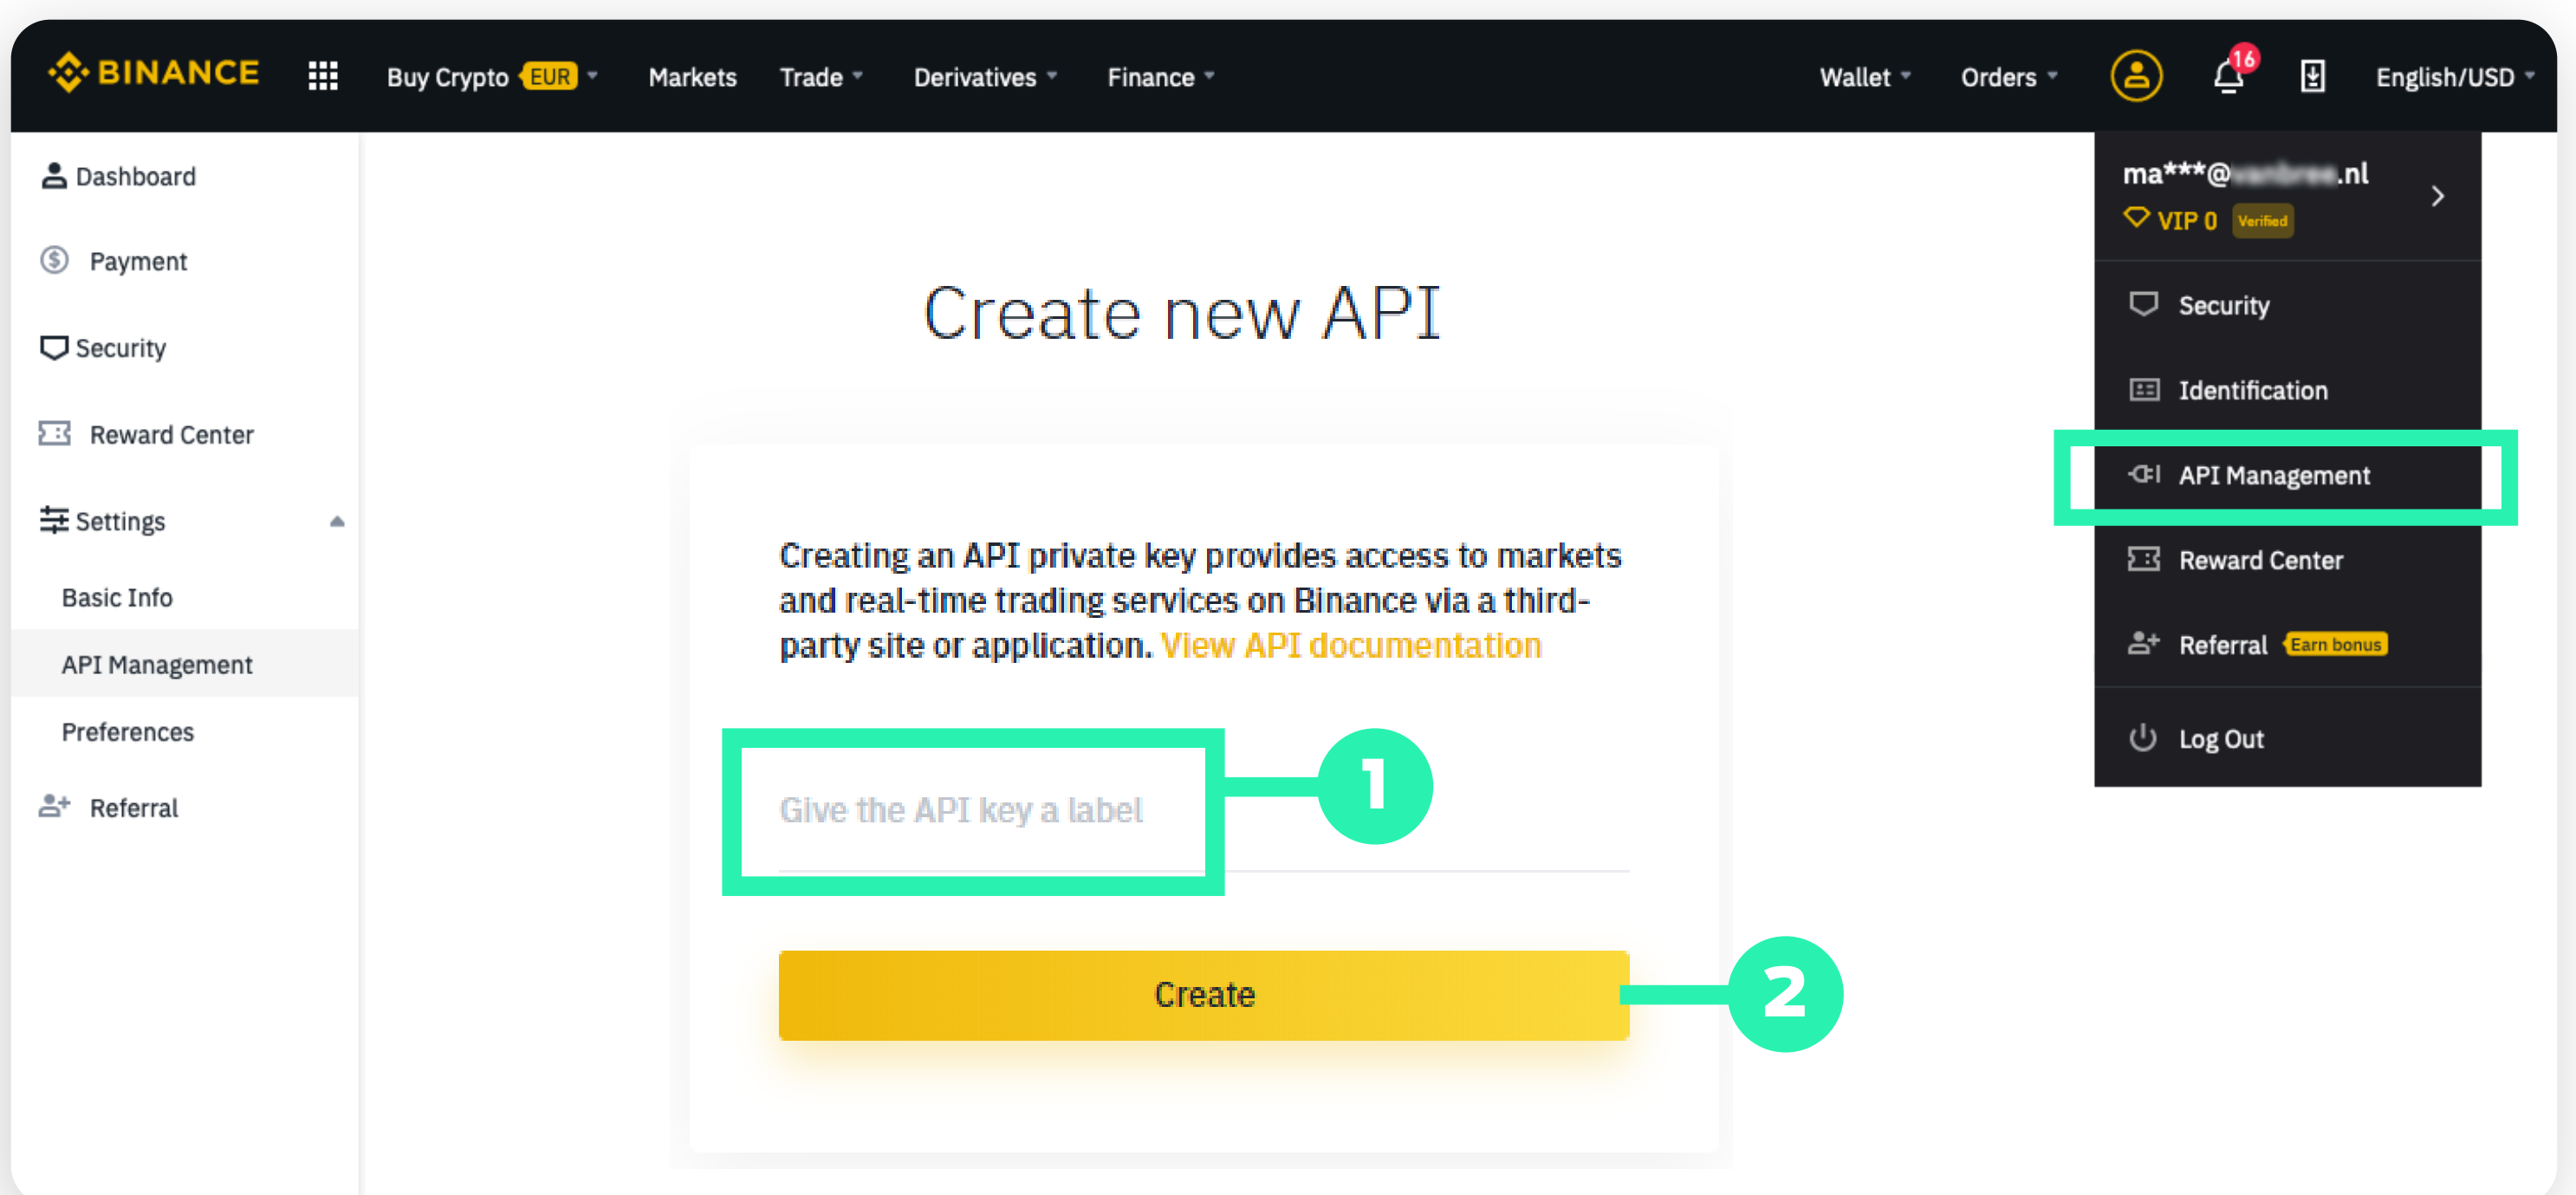 BINANCE
Buy Crypto EUR
Markets
Trade
Derivatives
Finance
Wallet
Orders
16
English/USD
Dashboard
Payment
Security
Reward Center
Settings
Basic Info
API Management
Preferences
Referral
Create new API
Creating an API private key provides access to markets
and real-time trading services on Binance via a third-
party site or application. View API documentation
Give the API key a label
1
Create
2
ma***@ .nl
VIP 0 Verified
Security
Identification
API Management
Reward Center
Referral Earn bonus
Log Out